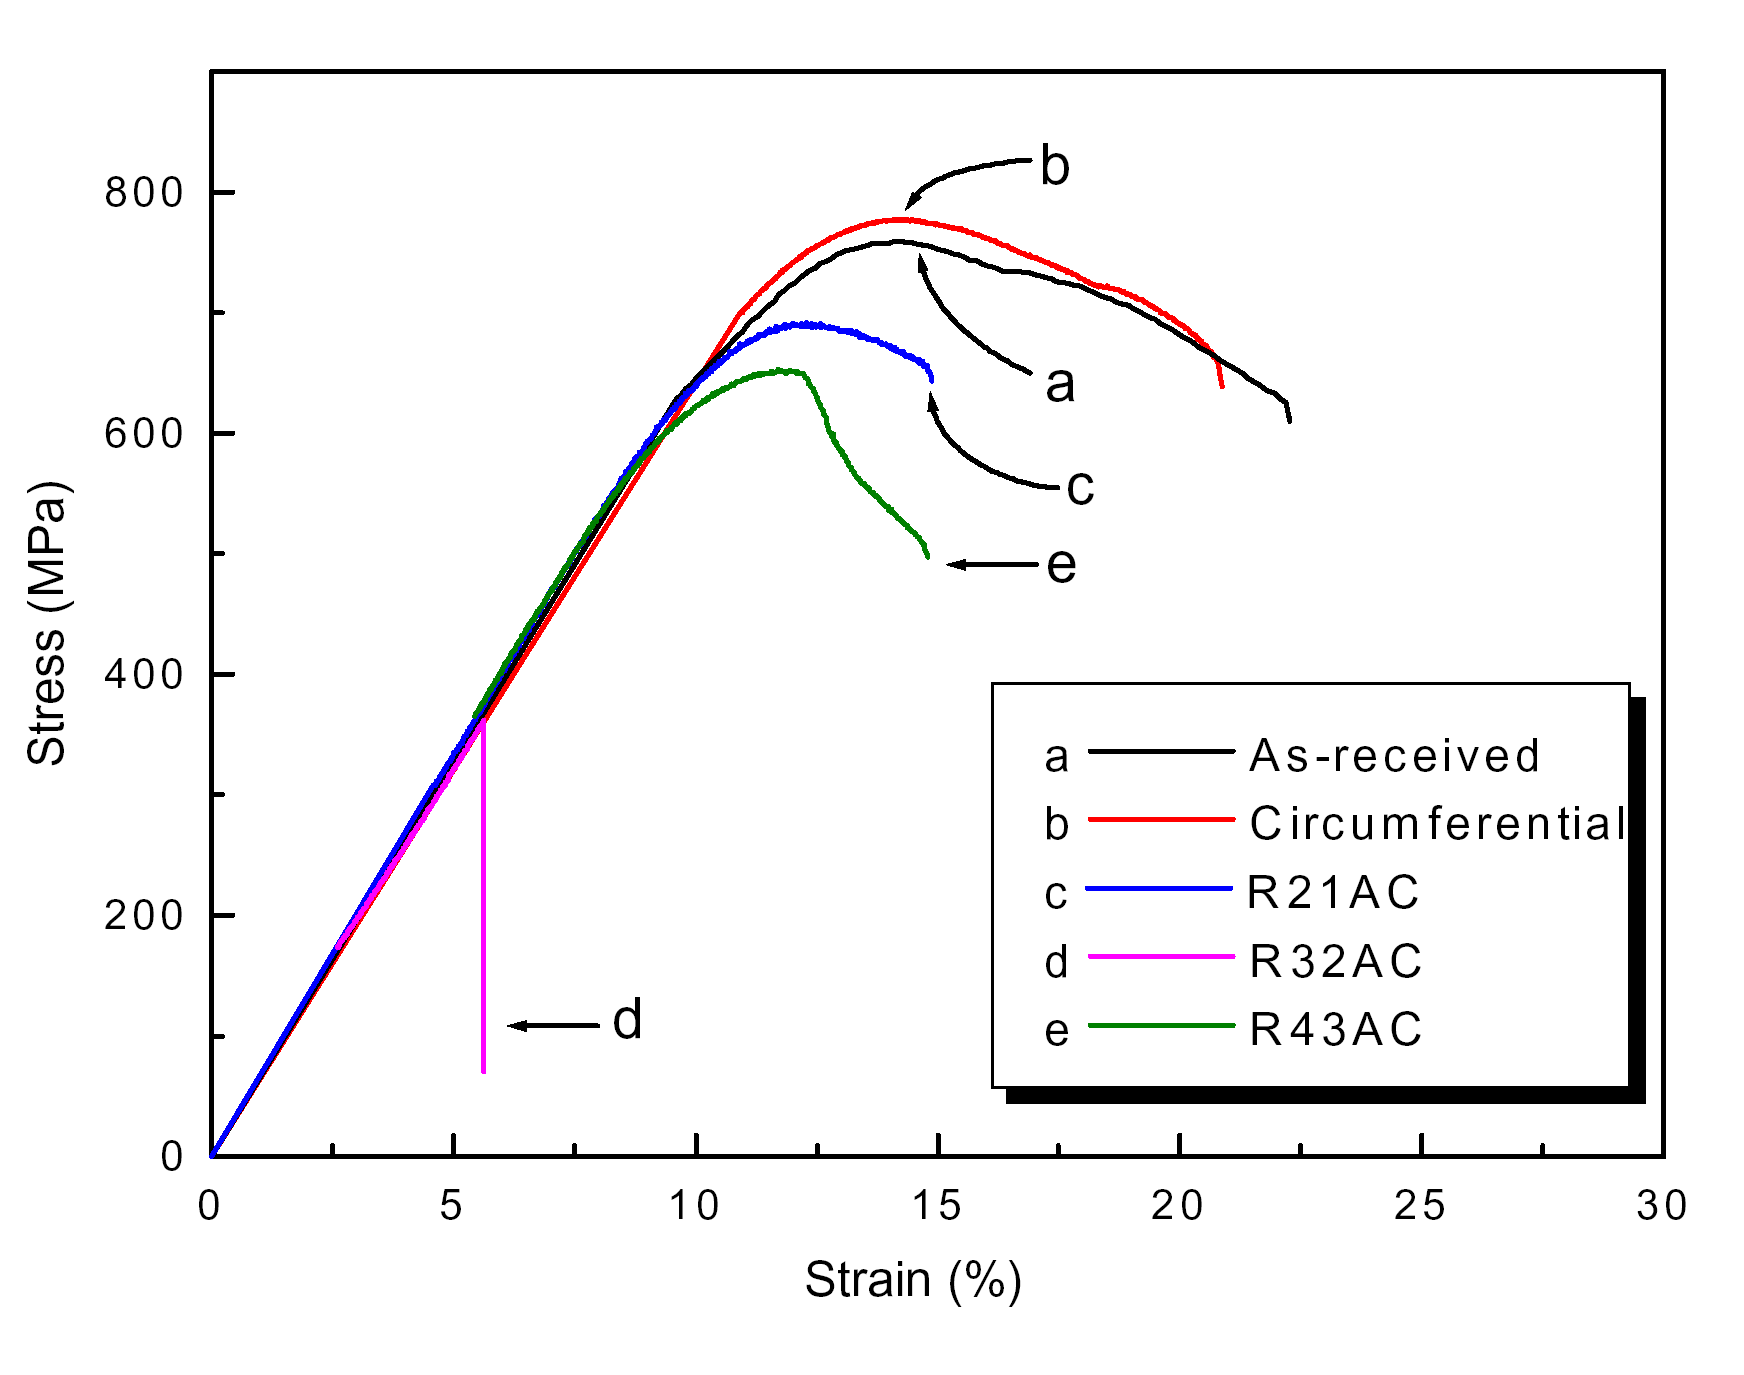 b
800
a
600
c
e
Stress (MPa)
400
a As-received
b Circumferential
c R21AC
200
d R32AC
d
e R43AC
0
0 5 10 15 20 25 30
Strain (%)